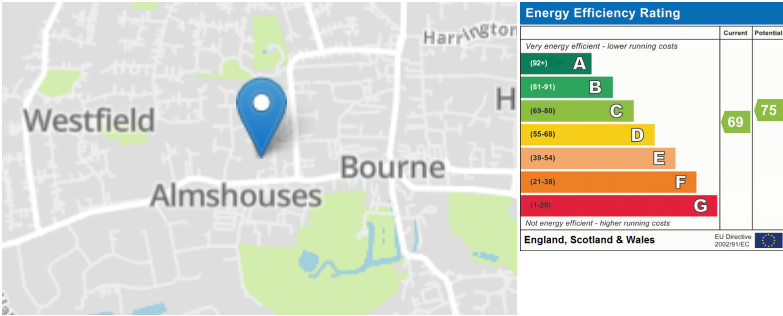 Harrington
Westfield
H
Bourne
Almshouses
Energy Efficiency Rating
Current Potential
Very energy efficient - lower running costs
(92+) A
(81-91) B
(69-80) C
(55-68) D
(39-54) E
(21-38) F
(1-20) G
69
75
Not energy efficient - higher running costs
England, Scotland & Wales
EU Directive
2002/91/EC